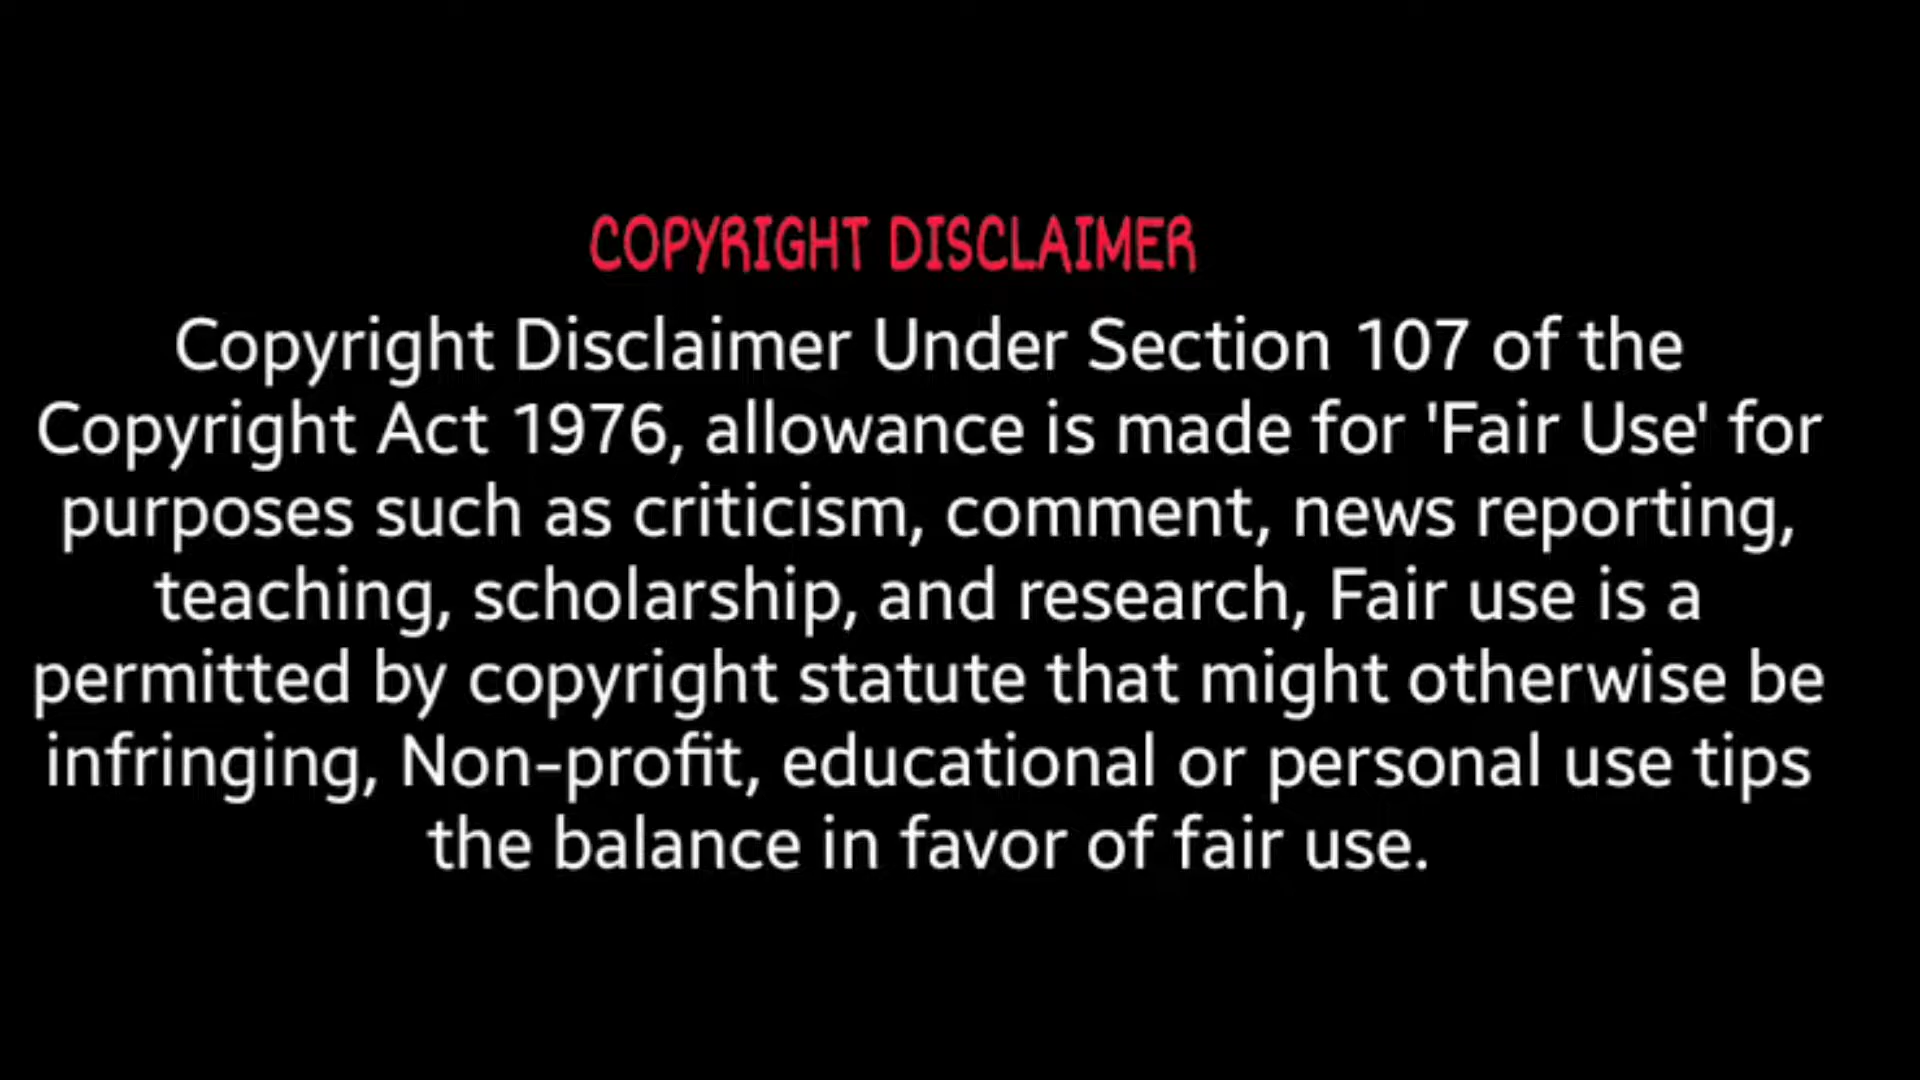 COPYRIGHT DISCLAIMER
Copyright Disclaimer Under Section 107 of the
Copyright Act 1976, allowance is made for 'Fair Use' for
purposes such as criticism, comment, news reporting,
teaching, scholarship, and research, Fair use is a
permitted by copyright statute that might otherwise be
infringing, Non-profit, educational or personal use tips
the balance in favor of fair use.